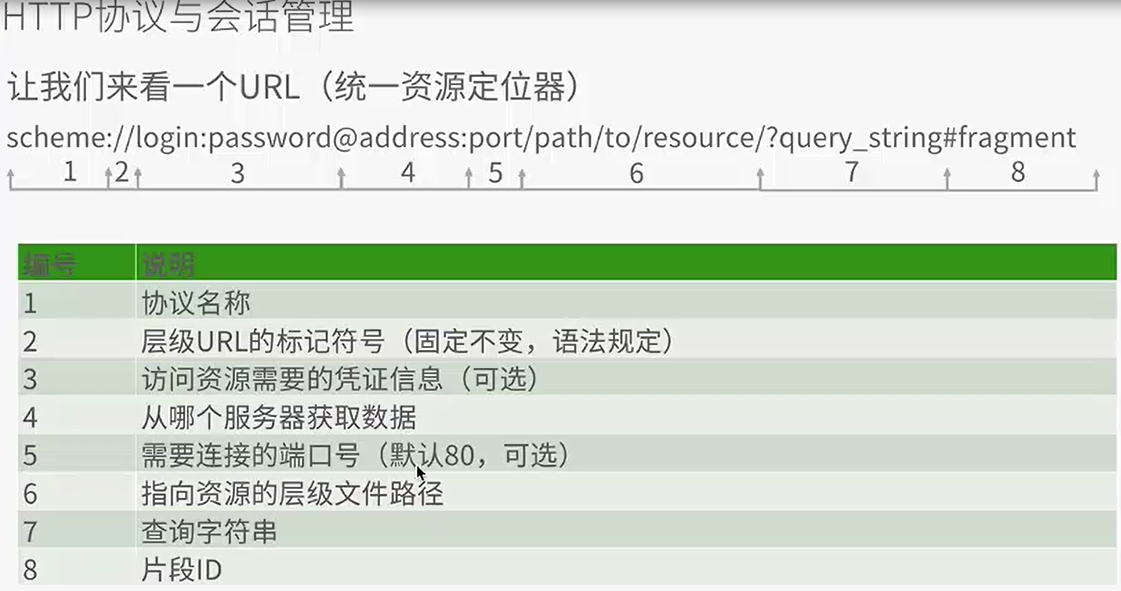 HTTP协议与会话管理
让我们来看一个URL（统一资源定位器）
scheme://login:password@address:port/path/to/resource/?query_string#fragment
1 2 3 4 5 6 7 8
编号 说明
1 协议名称
2 层级URL的标记符号（固定不变，语法规定）
3 访问资源需要的凭证信息（可选）
4 从哪个服务器获取数据
5 需要连接的端口号（默认80，可选）
6 指向资源的层级文件路径
7 查询字符串
8 片段ID